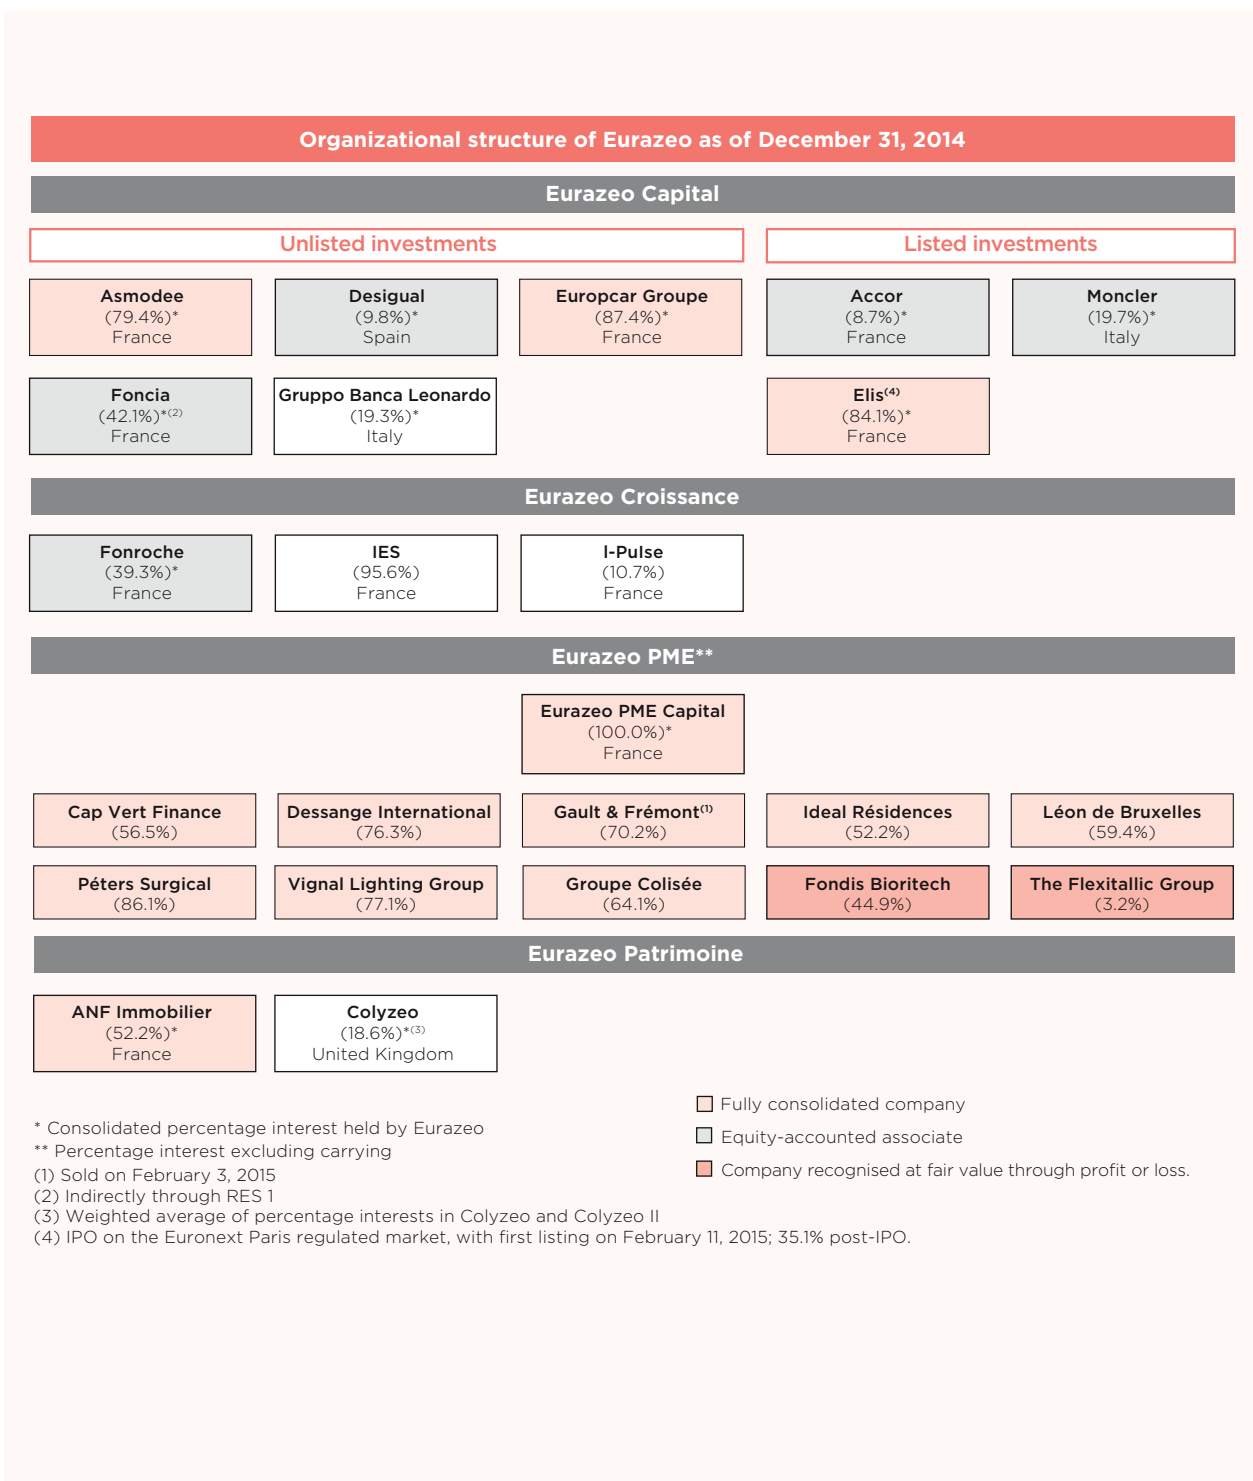 Organizational structure of Eurazeo as of December 31, 2014
Eurazeo Capital
Unlisted investments
Listed investments
Asmodee
(79.4%)*
France
Desigual
(9.8%)*
Spain
Europcar Groupe
(87.4%)*
France
Accor
(8.7%)*
France
Moncler
(19.7%)*
Italy
Foncia
(42.1%)*(2)
France
Gruppo Banca Leonardo
(19.3%)*
Italy
Elis(4)
(84.1%)*
France
Eurazeo Croissance
Fonroche
(39.3%)*
France
IES
(95.6%)
France
I-Pulse
(10.7%)
France
Eurazeo PME**
Eurazeo PME Capital
(100.0%)*
France
Cap Vert Finance
(56.5%)
Dessange International
(76.3%)
Gault & Frémont(1)
(70.2%)
Ideal Résidences
(52.2%)
Léon de Bruxelles
(59.4%)
Péters Surgical
(86.1%)
Vignal Lighting Group
(77.1%)
Groupe Colisée
(64.1%)
Fondis Bioritech
(44.9%)
The Flexitallic Group
(3.2%)
Eurazeo Patrimoine
ANF Immobilier
(52.2%)*
France
Colyzeo
(18.6%)*(3)
United Kingdom
Fully consolidated company
Equity-accounted associate
Company recognised at fair value through profit or loss.
* Consolidated percentage interest held by Eurazeo
** Percentage interest excluding carrying
(1) Sold on February 3, 2015
(2) Indirectly through RES 1
(3) Weighted average of percentage interests in Colyzeo and Colyzeo II
(4) IPO on the Euronext Paris regulated market, with first listing on February 11, 2015; 35.1% post-IPO.